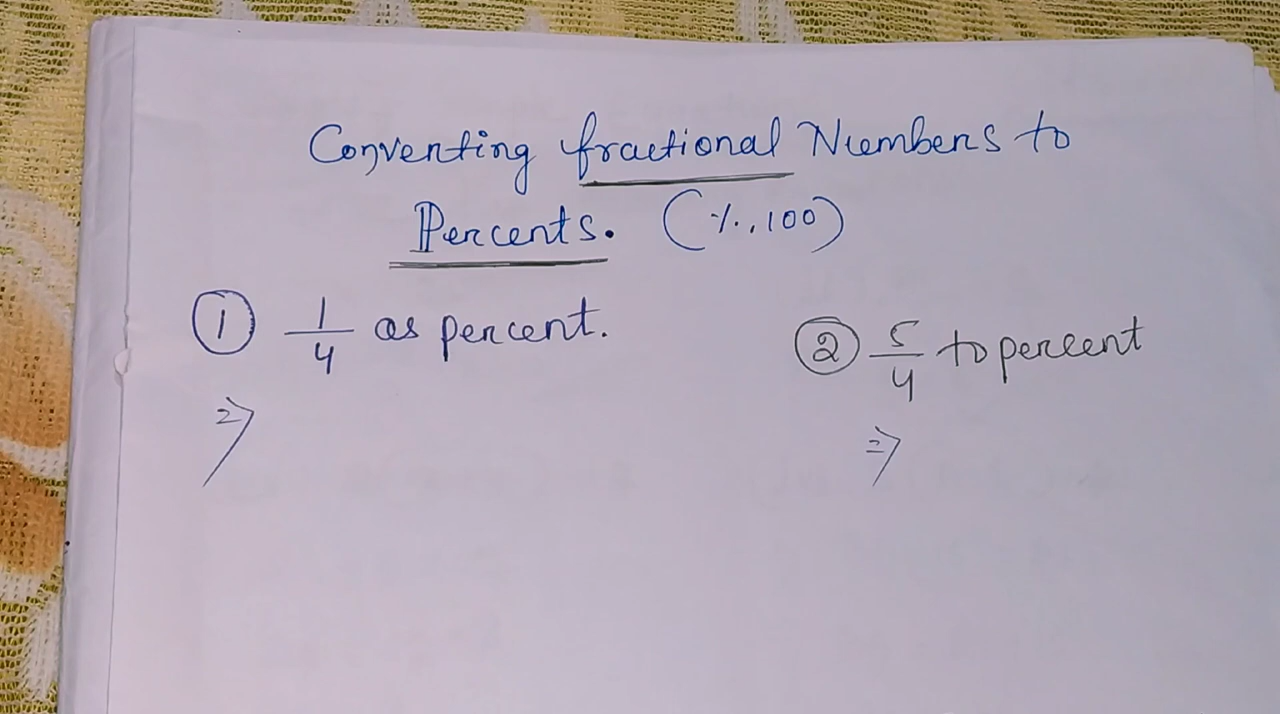 Converting fractional Numbers to
Percents. (%, 100)
① 1/4 as percent.
② 5/4 to percent
⇒
⇒